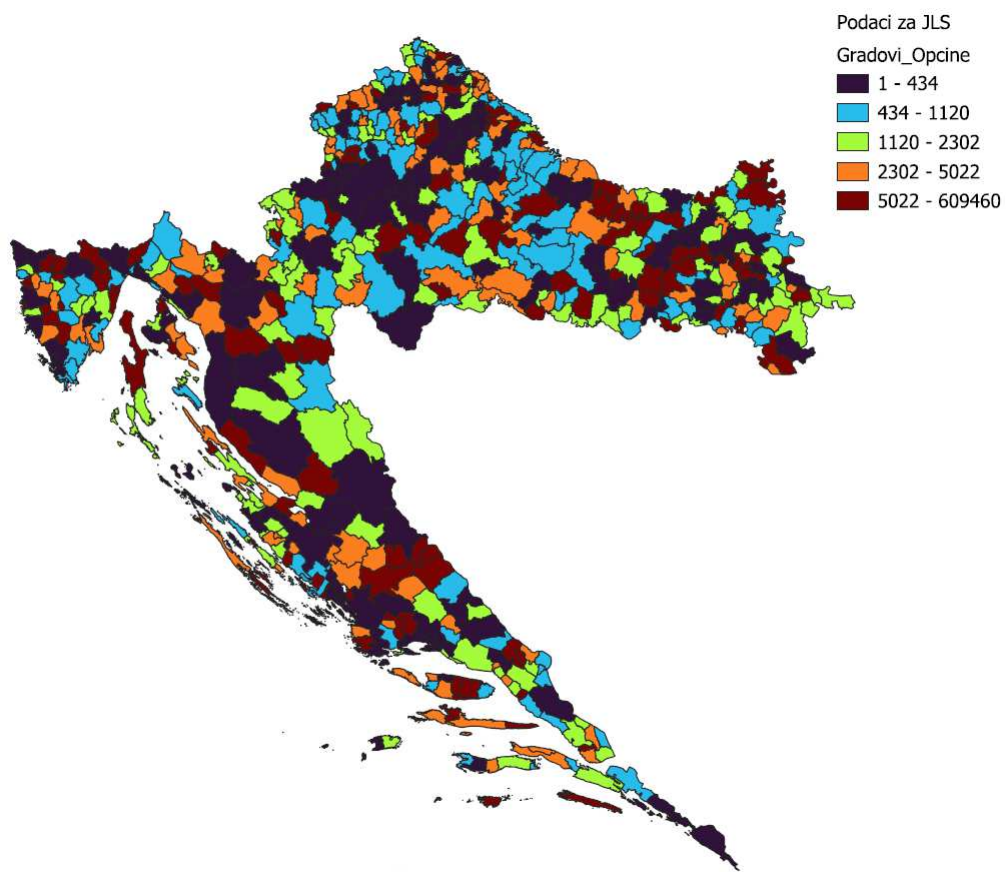 Podaci za JLS
Gradovi_Opcine
1 - 434
434 - 1120
1120 - 2302
2302 - 5022
5022 - 609460